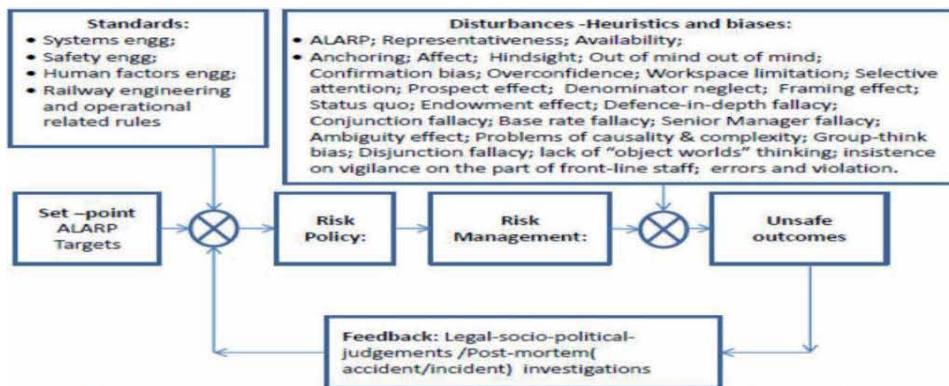 Standards:
• Systems engg;
• Safety engg;
• Human factors engg;
• Railway engineering
and operational
related rules
Disturbances -Heuristics and biases:
• ALARP; Representativeness; Availability;
• Anchoring; Affect; Hindsight; Out of mind out of mind;
Confirmation bias; Overconfidence; Workspace limitation; Selective
attention; Prospect effect; Denominator neglect; Framing effect;
Status quo; Endowment effect; Defence-in-depth fallacy;
Conjunction fallacy; Base rate fallacy; Senior Manager fallacy;
Ambiguity effect; Problems of causality & complexity; Group-think
bias; Disjunction fallacy; lack of "object worlds" thinking; insistence
on vigilance on the part of front-line staff; errors and violation.
Set –point
ALARP
Targets
Risk
Policy:
Risk
Management:
Unsafe
outcomes
Feedback: Legal-socio-political-
judgements /Post-mortem(
accident/incident) investigations